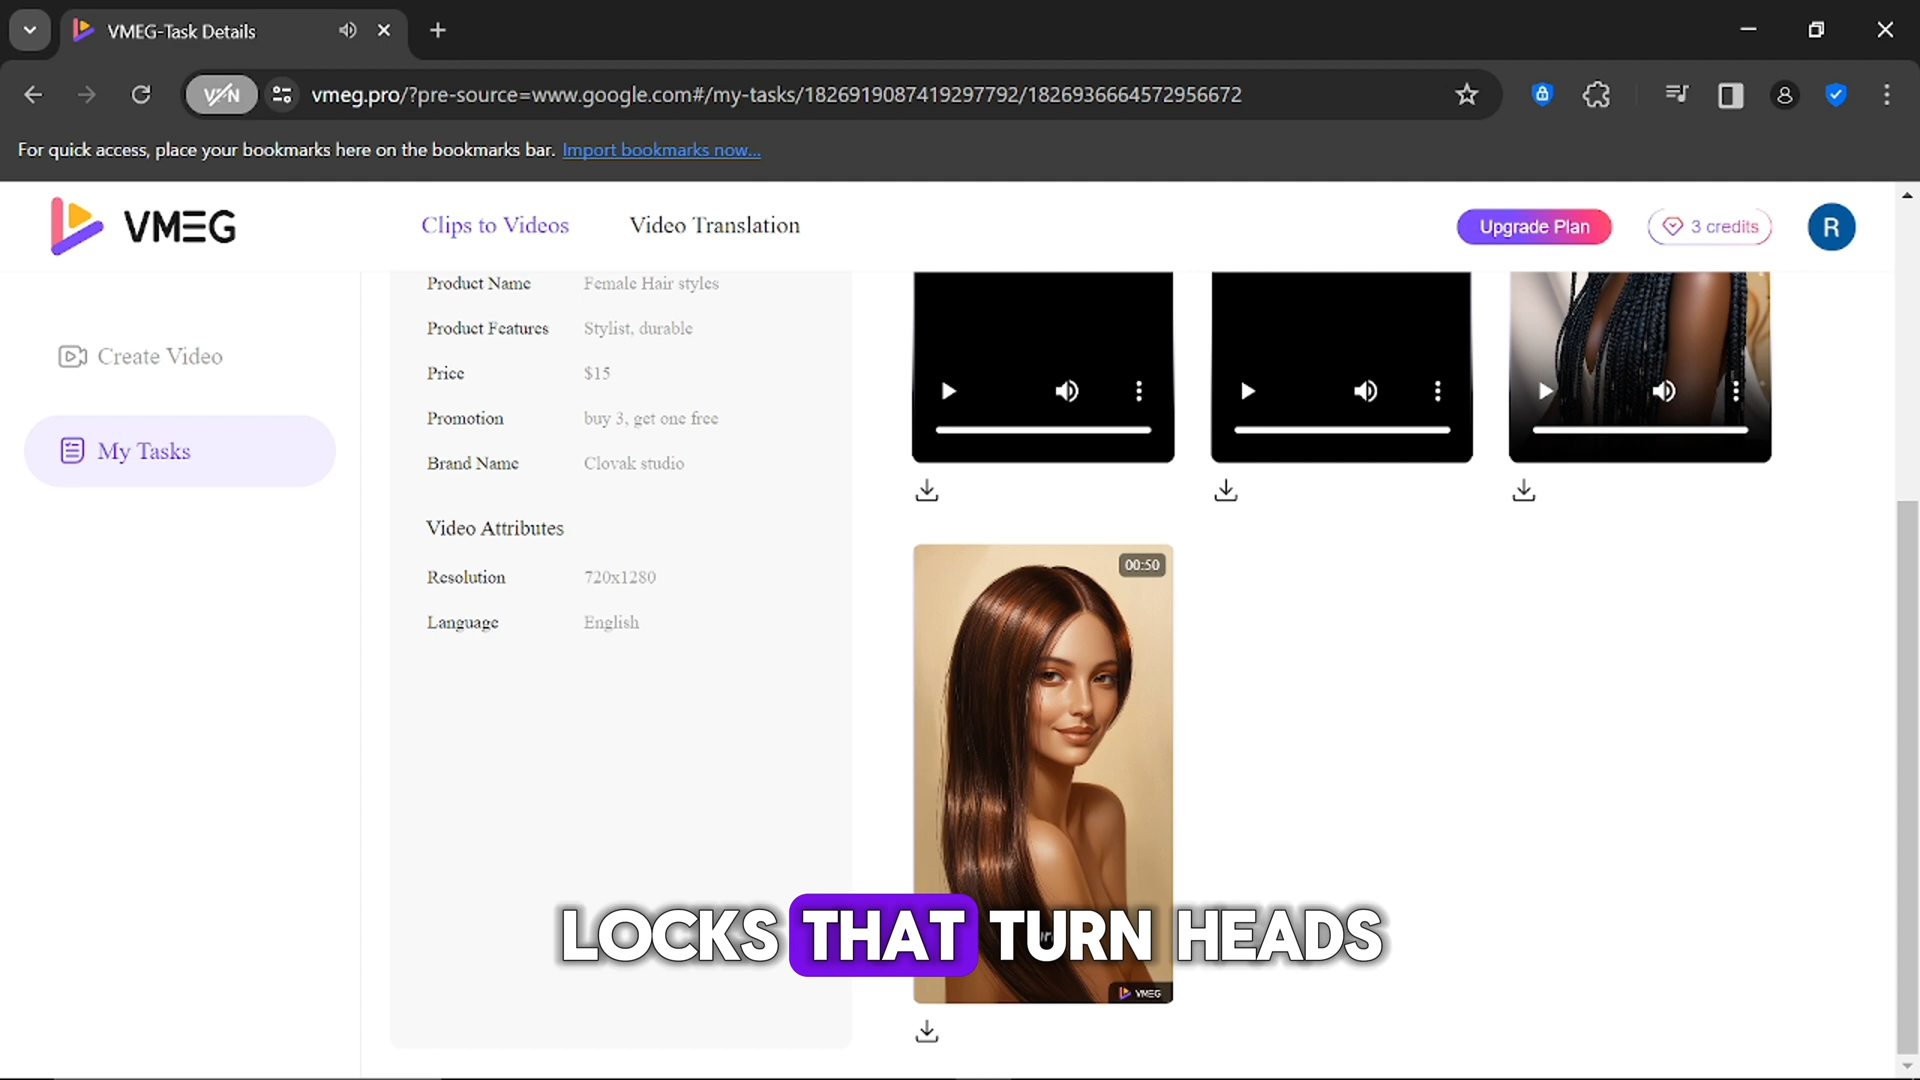 VMEG-Task Details
VPN
vmeg.pro/?pre-source=www.google.com#/my-tasks/1826919087419297792/1826936664572956672
For quick access, place your bookmarks here on the bookmarks bar. Import bookmarks now...
VMEG
Clips to Videos
Video Translation
Upgrade Plan
3 credits
R
Create Video
My Tasks
Product Name Female Hair styles
Product Features Stylist, durable
Price $15
Promotion buy 3, get one free
Brand Name Clovak studio
Video Attributes
Resolution 720x1280
Language English
00:50
LOCKS THAT TURN HEADS
VMEG